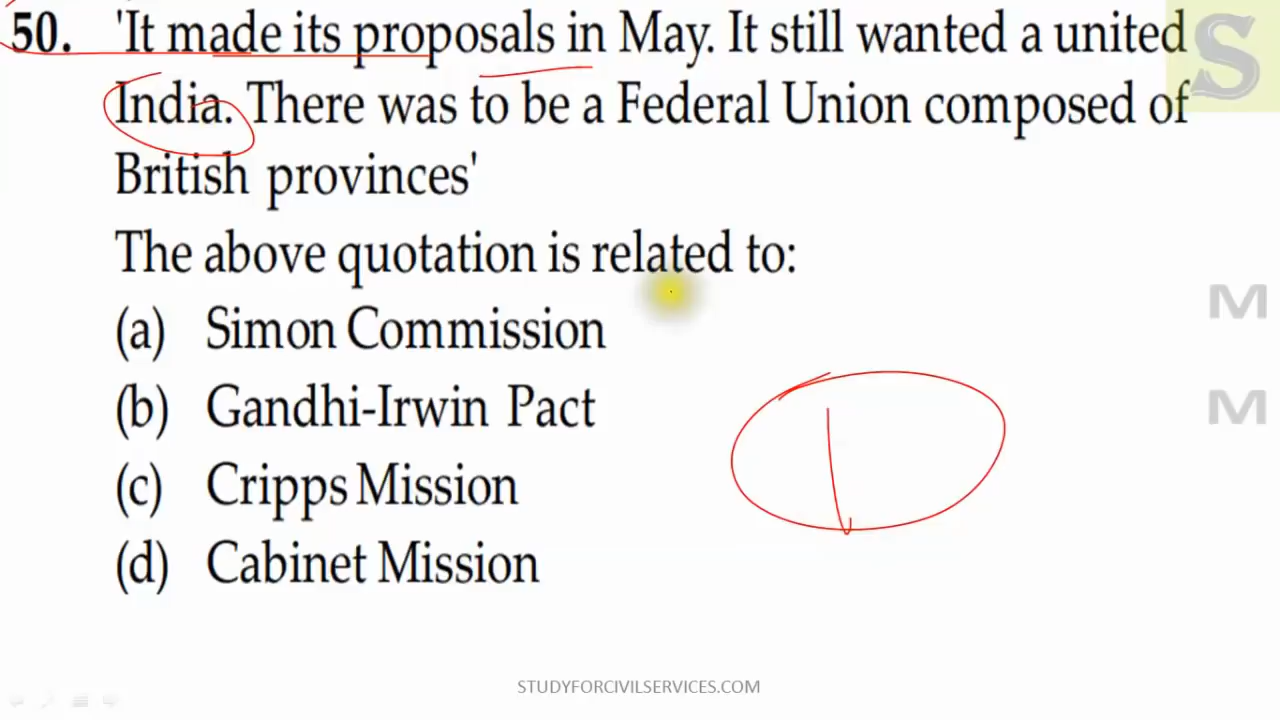 S
50. 'It made its proposals in May. It still wanted a united
India. There was to be a Federal Union composed of
British provinces'
The above quotation is related to:
(a) Simon Commission
(b) Gandhi-Irwin Pact
(c) Cripps Mission
(d) Cabinet Mission
M
M
STUDYFORCIVILSERVICES.COM